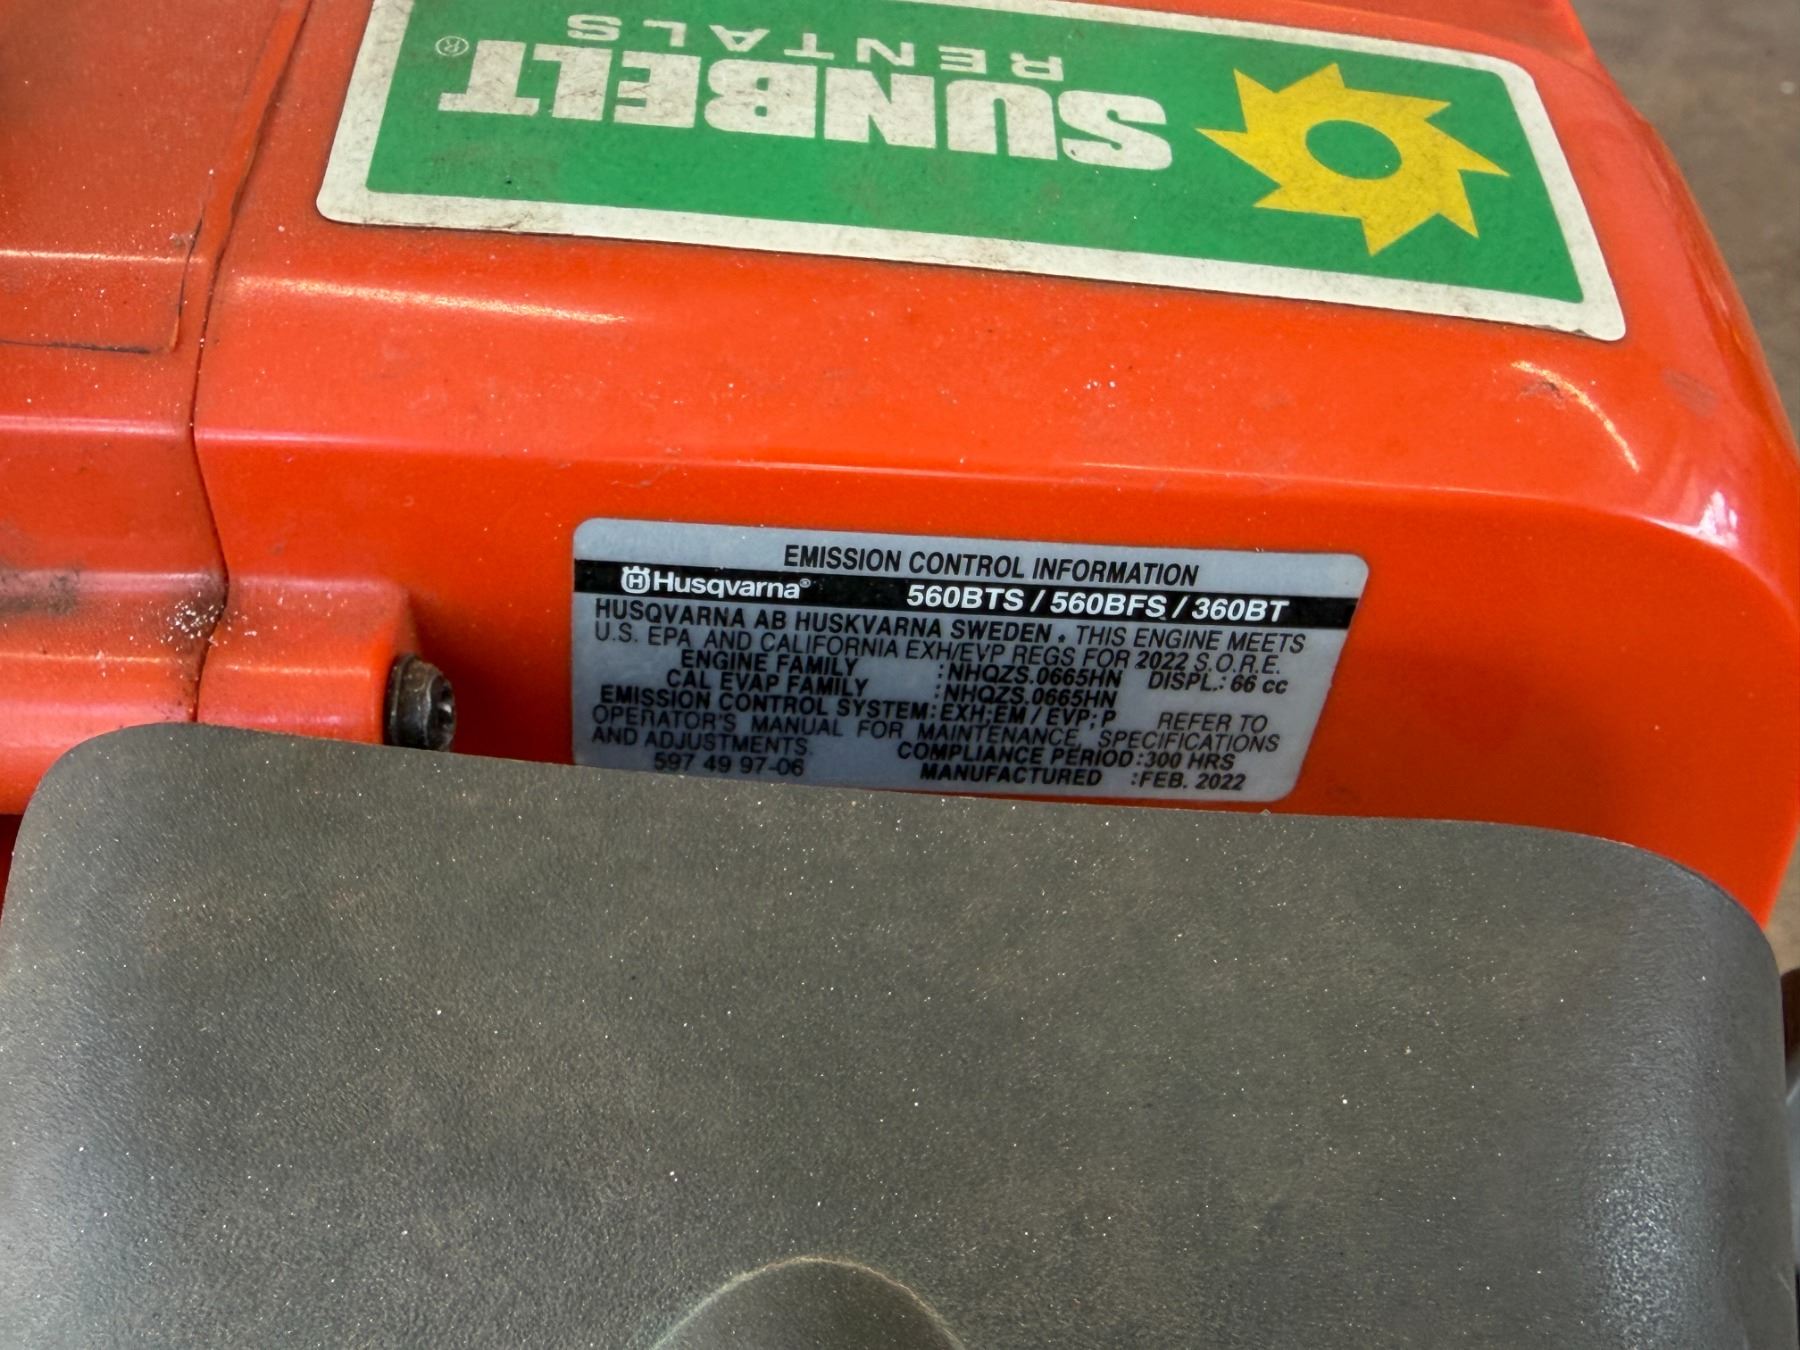 SUNBELT®
RENTALS
EMISSION CONTROL INFORMATION
Husqvarna® 560BTS / 560BFS / 360BT
HUSQVARNA AB HUSKVARNA SWEDEN • THIS ENGINE MEETS
U.S. EPA AND CALIFORNIA EXH/EVP REGS FOR 2022 S.O.R.E.
ENGINE FAMILY :NHQZS.0665HN DISPL.: 66 cc
CAL EVAP FAMILY :NHQZS.0665HN
EMISSION CONTROL SYSTEM:EXH;EM / EVP;P REFER TO
OPERATOR'S MANUAL FOR MAINTENANCE, SPECIFICATIONS
AND ADJUSTMENTS. COMPLIANCE PERIOD:300 HRS
597 49 97-06 MANUFACTURED :FEB. 2022